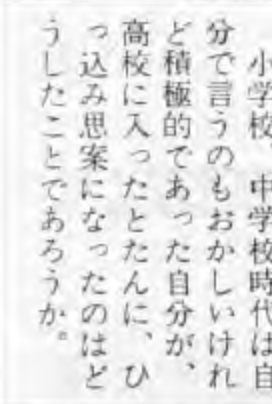 小学校、中学校時代は自
分で言うのもおかしいけれ
ど積極的であった自分が、
高校に入ったとたんに、ひ
っ込み思案になったのはど
うしたことであろうか。